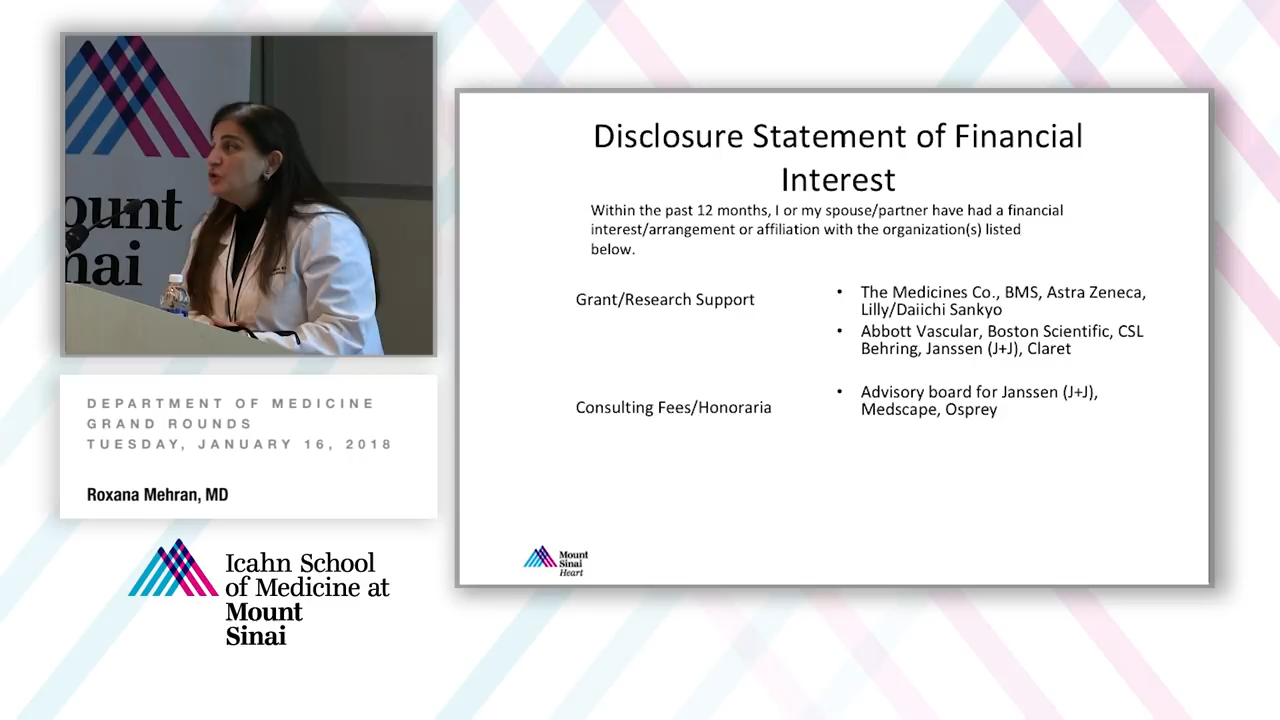 ount
inai
DEPARTMENT OF MEDICINE
GRAND ROUNDS
TUESDAY, JANUARY 16, 2018
Roxana Mehran, MD
Icahn School
of Medicine at
Mount
Sinai
Disclosure Statement of Financial
Interest
Within the past 12 months, I or my spouse/partner have had a financial
interest/arrangement or affiliation with the organization(s) listed
below.
Grant/Research Support
• The Medicines Co., BMS, Astra Zeneca,
Lilly/Daiichi Sankyo
• Abbott Vascular, Boston Scientific, CSL
Behring, Janssen (J+J), Claret
Consulting Fees/Honoraria
• Advisory board for Janssen (J+J),
Medscape, Osprey
Mount
Sinai
Heart